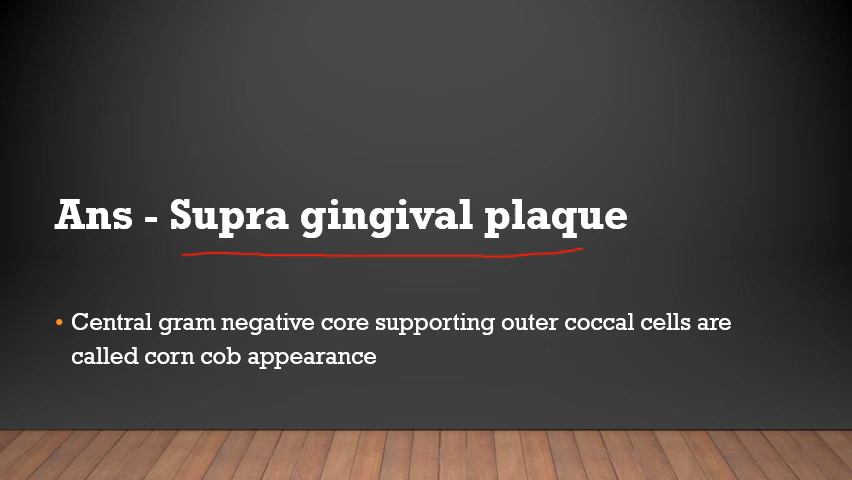 Ans - Supra gingival plaque
• Central gram negative core supporting outer coccal cells are
called corn cob appearance